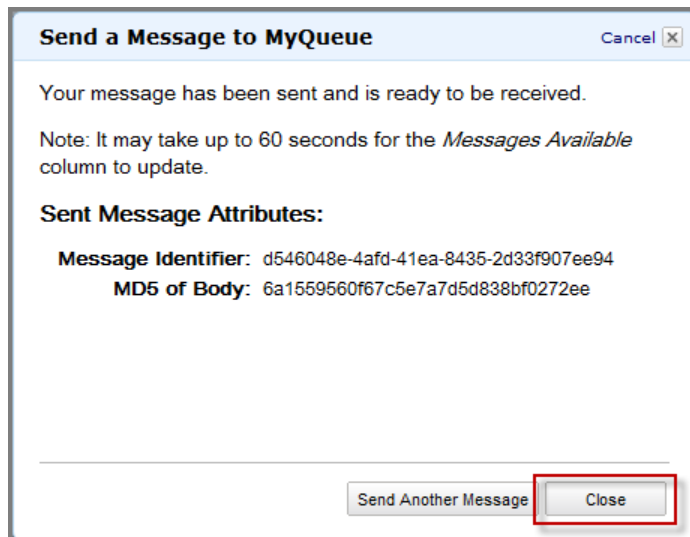 Send a Message to MyQueue
Cancel
Your message has been sent and is ready to be received.
Note: It may take up to 60 seconds for the Messages Available
column to update.
Sent Message Attributes:
Message Identifier: d546048e-4afd-41ea-8435-2d33f907ee94
MD5 of Body: 6a1559560f67c5e7a7d5d838bf0272ee
Send Another Message
Close